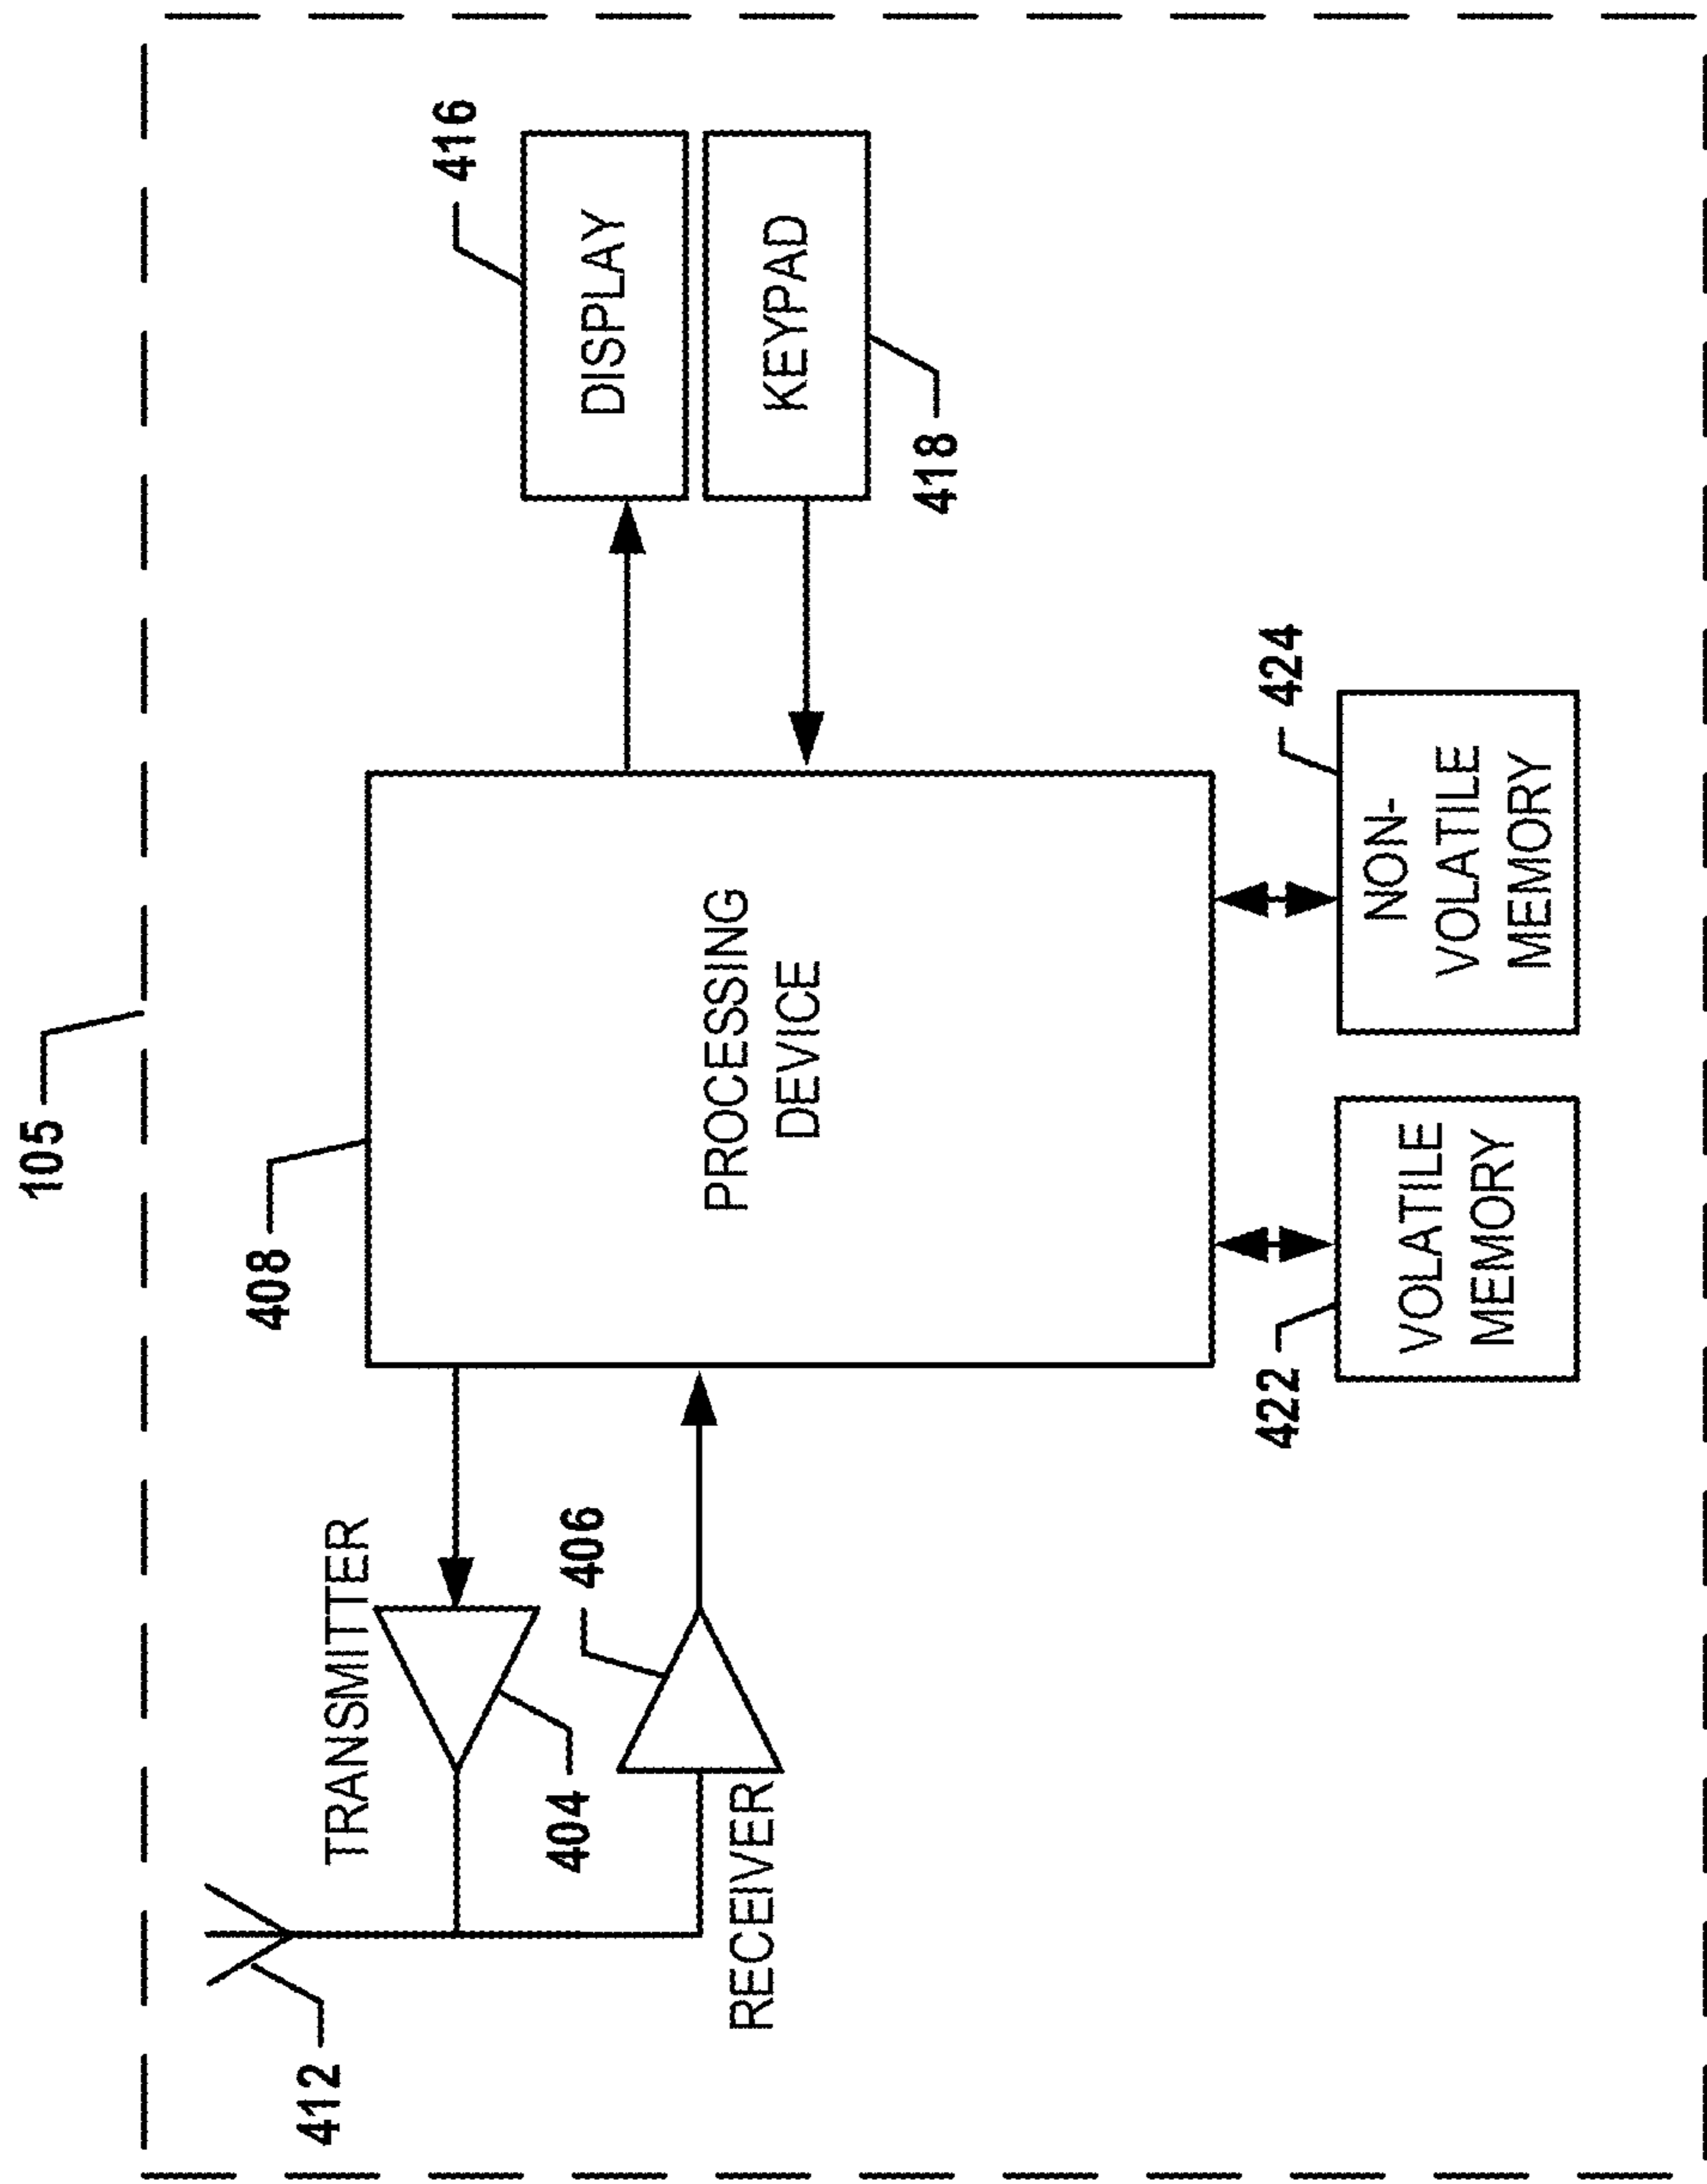 105
412
TRANSMITTER
404
408
406
RECEIVER
PROCESSING
DEVICE
416
DISPLAY
KEYPAD
418
422
VOLATILE
MEMORY
424
NON-
VOLATILE
MEMORY